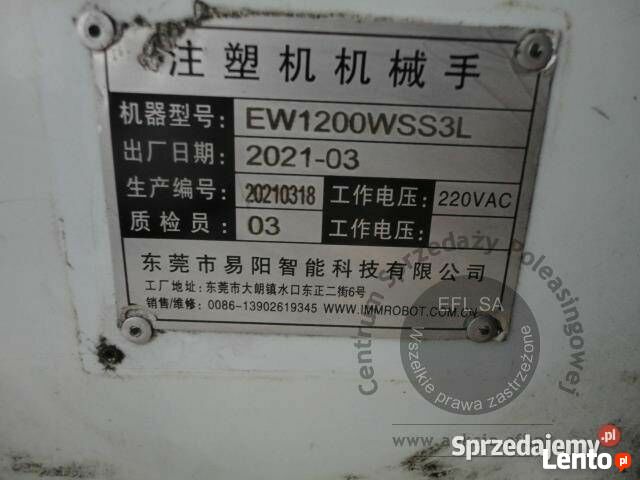 注塑机机械手
机器型号: EW1200WSS3L
出厂日期: 2021-03
生产编号: 20210318 工作电压: 220VAC
质检员: 03 工作电压:
东莞市易阳智能科技有限公司
工厂地址: 东莞市大朗镇水口东正二街6号
销售/维修: 0086-13902619345 WWW.IMMROBOT.COM.CN
Centrum Sprzedaży Poleasingowej
EFL SA
Wszelkie prawa zastrzeżone
Sprzedajemy.pl
Lento.pl